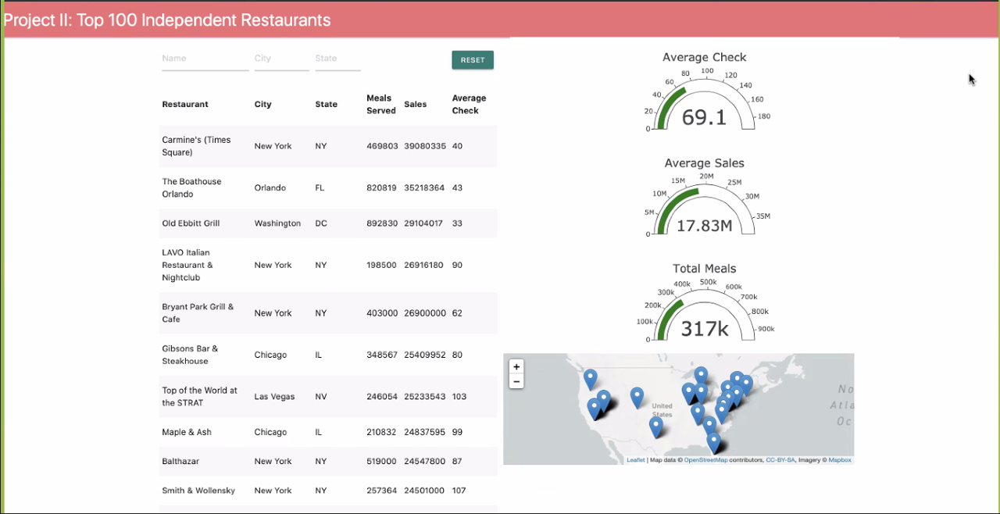 Project II: Top 100 Independent Restaurants
Name City State RESET
Restaurant City State Meals Served Sales Average Check
Carmine's (Times Square) New York NY 469803 39080335 40
The Boathouse Orlando Orlando FL 820819 35218364 43
Old Ebbitt Grill Washington DC 892830 29104017 33
LAVO Italian Restaurant & Nightclub New York NY 198500 26916180 90
Bryant Park Grill & Cafe New York NY 403000 26900000 62
Gibsons Bar & Steakhouse Chicago IL 348567 25409952 80
Top of the World at the STRAT Las Vegas NV 246054 25233543 103
Maple & Ash Chicago IL 210832 24837595 99
Balthazar New York NY 519000 24547800 87
Smith & Wollensky New York NY 257364 24501000 107
Average Check
0 20 40 60 80 100 120 140 160 180
69.1
Average Sales
0 5M 10M 15M 20M 25M 30M 35M
17.83M
Total Meals
0 100k 200k 300k 400k 500k 600k 700k 800k 900k
317k
+
−
United
States
No
Atla
Oc
Leaflet | Map data © OpenStreetMap contributors, CC-BY-SA, Imagery © Mapbox